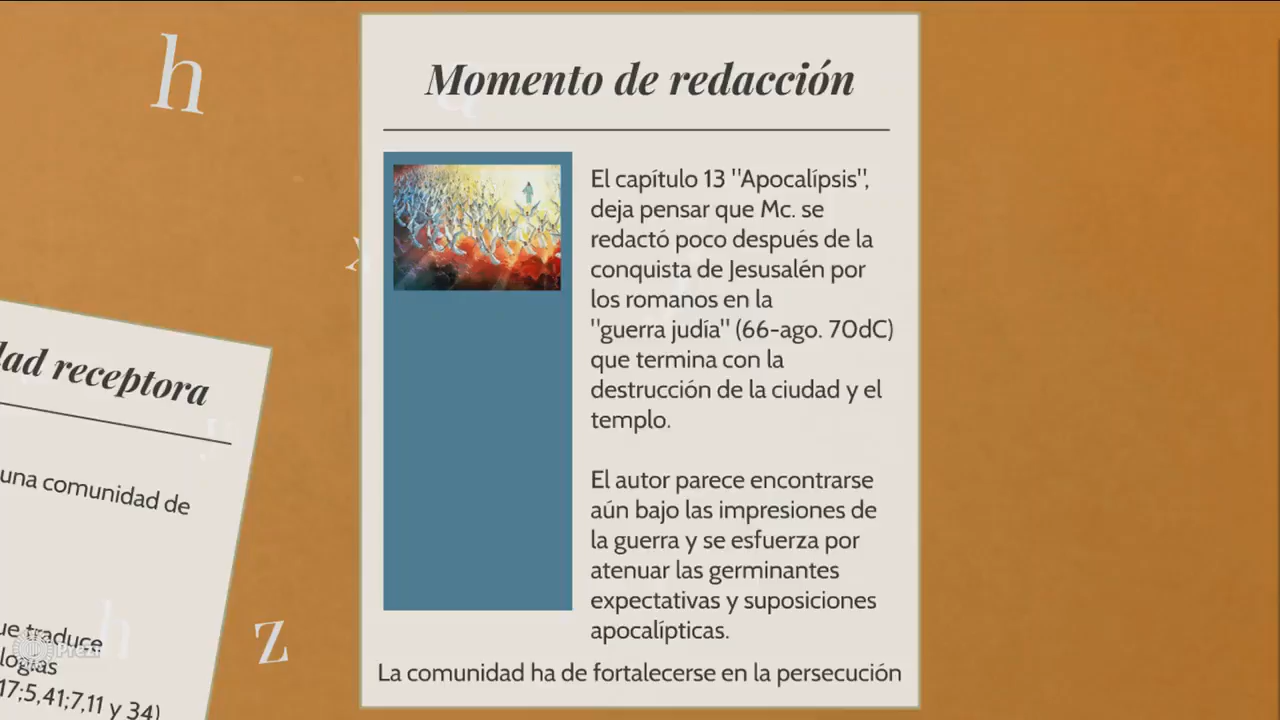 Momento de redacción
El capítulo 13 "Apocalípsis",
deja pensar que Mc. se
redactó poco después de la
conquista de Jesusalén por
los romanos en la
"guerra judía" (66-ago. 70dC)
que termina con la
destrucción de la ciudad y el
templo.
El autor parece encontrarse
aún bajo las impresiones de
la guerra y se esfuerza por
atenuar las germinantes
expectativas y suposiciones
apocalípticas.
La comunidad ha de fortalecerse en la persecución
dad receptora
una comunidad de
ue traduce
logías
17;5,41;7,11 y 34)
Prezi
h
z
h